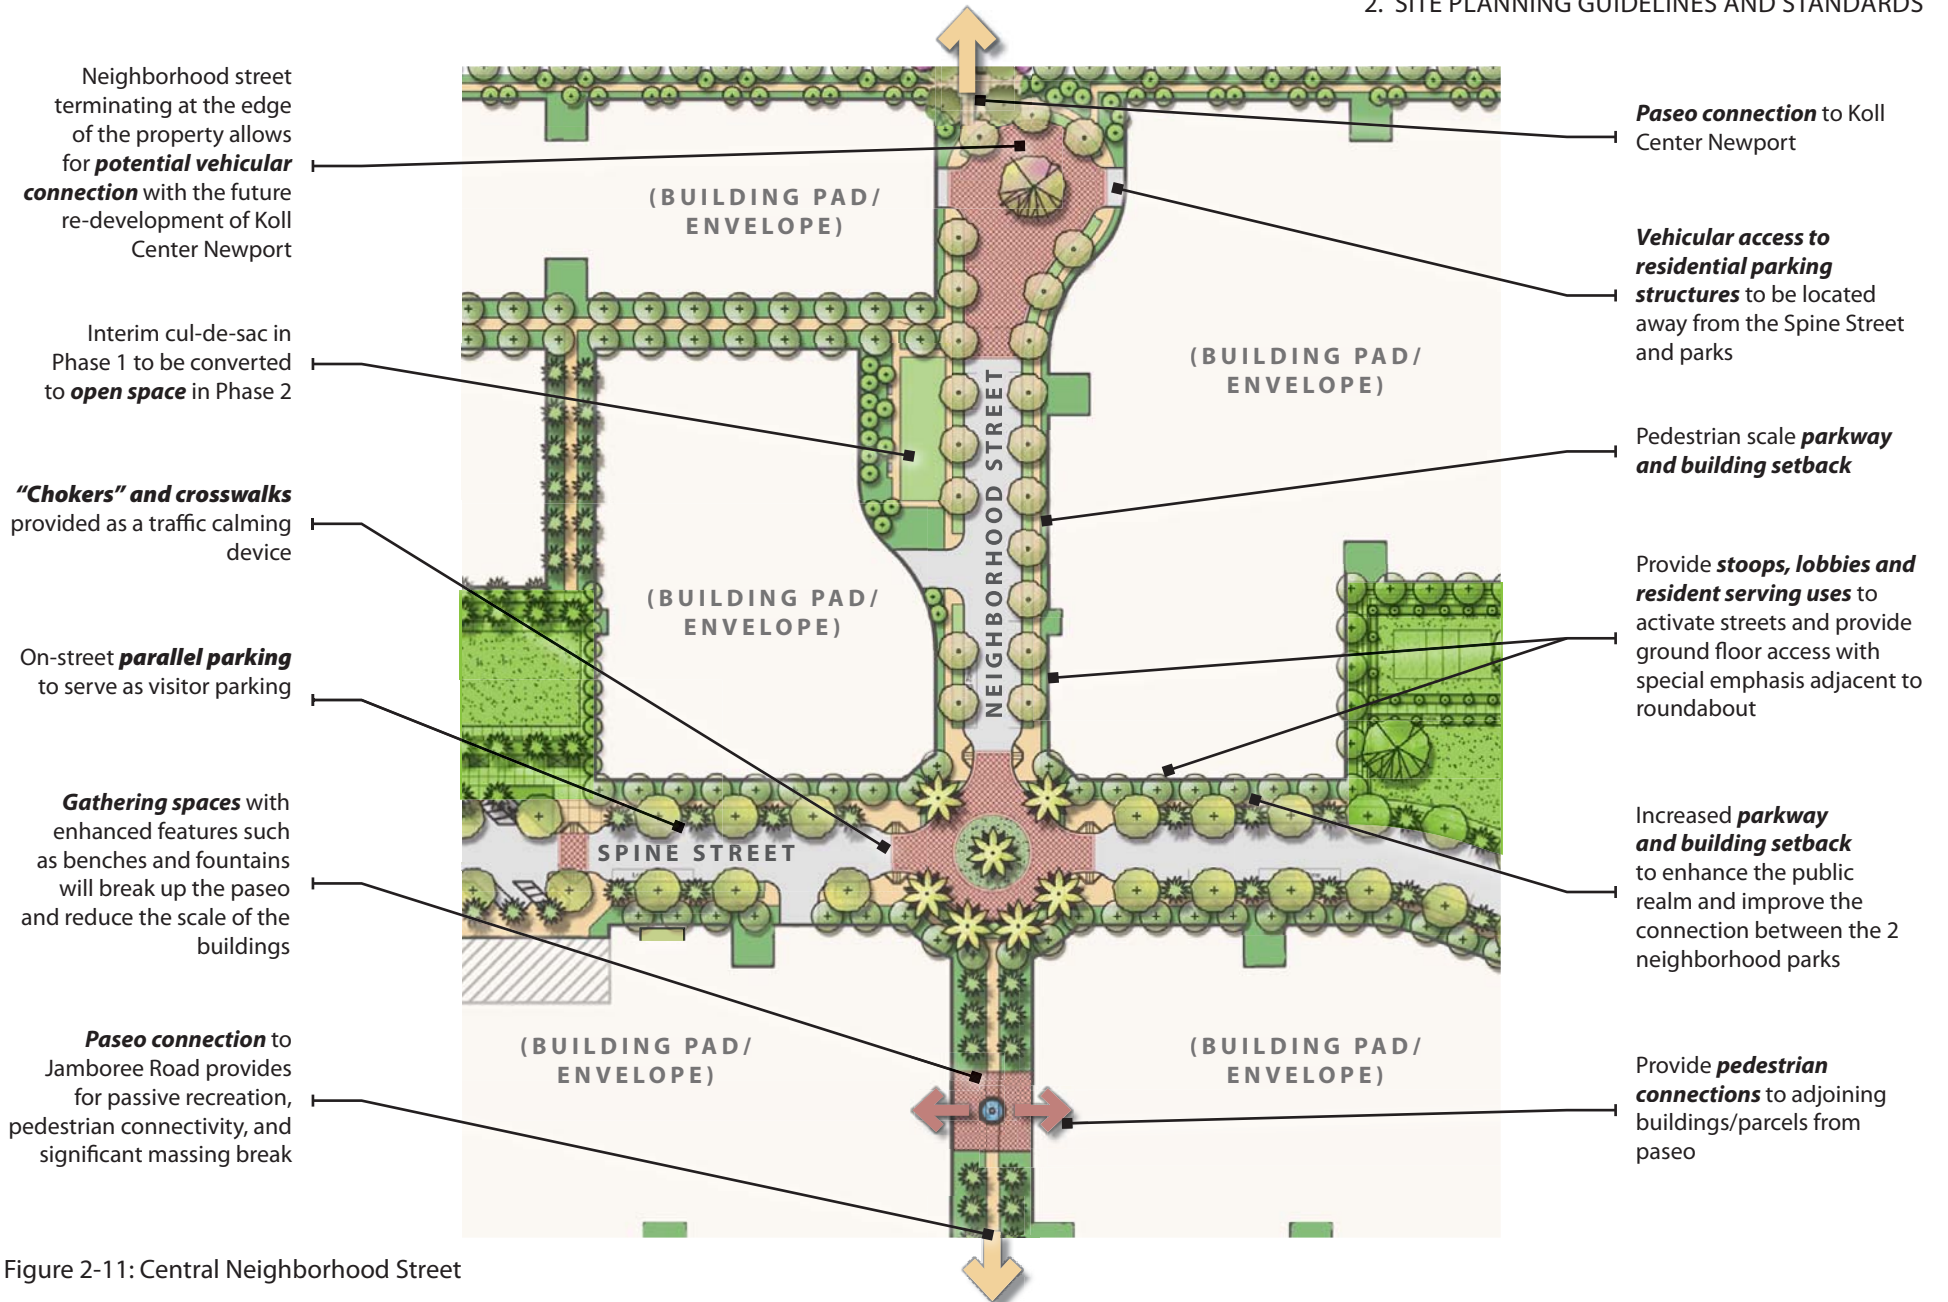 2.  SITE PLANNING GUIDELINES AND STANDARDS
Neighborhood street
terminating at the edge
of the property allows
for potential vehicular
connection with the future
re-development of Koll
Center Newport
Interim cul-de-sac in
Phase 1 to be converted
to open space in Phase 2
“Chokers” and crosswalks
provided as a traffic calming
device
On-street parallel parking
to serve as visitor parking
Gathering spaces with
enhanced features such
as benches and fountains
will break up the paseo
and reduce the scale of the
buildings
Paseo connection to
Jamboree Road provides
for passive recreation,
pedestrian connectivity, and
significant massing break
(BUILDING PAD/
ENVELOPE)
(BUILDING PAD/
ENVELOPE)
(BUILDING PAD/
ENVELOPE)
NEIGHBORHOOD STREET
SPINE STREET
(BUILDING PAD/
ENVELOPE)
(BUILDING PAD/
ENVELOPE)
Paseo connection to Koll
Center Newport
Vehicular access to
residential parking
structures to be located
away from the Spine Street
and parks
Pedestrian scale parkway
and building setback
Provide stoops, lobbies and
resident serving uses to
activate streets and provide
ground floor access with
special emphasis adjacent to
roundabout
Increased parkway
and building setback
to enhance the public
realm and improve the
connection between the 2
neighborhood parks
Provide pedestrian
connections to adjoining
buildings/parcels from
paseo
Figure 2-11: Central Neighborhood Street